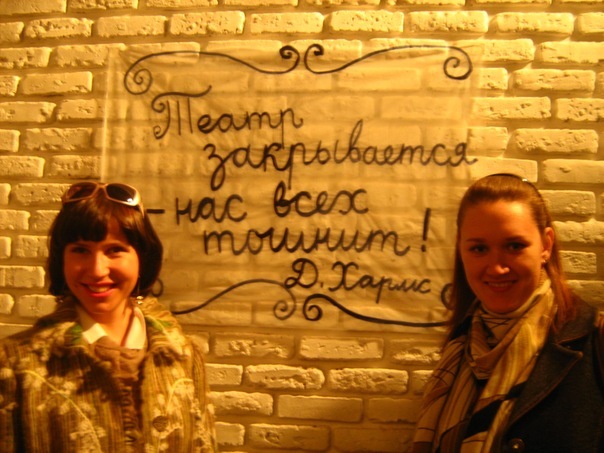 Театр
закрывается
- нас всех
тошнит!
Д. Хармс